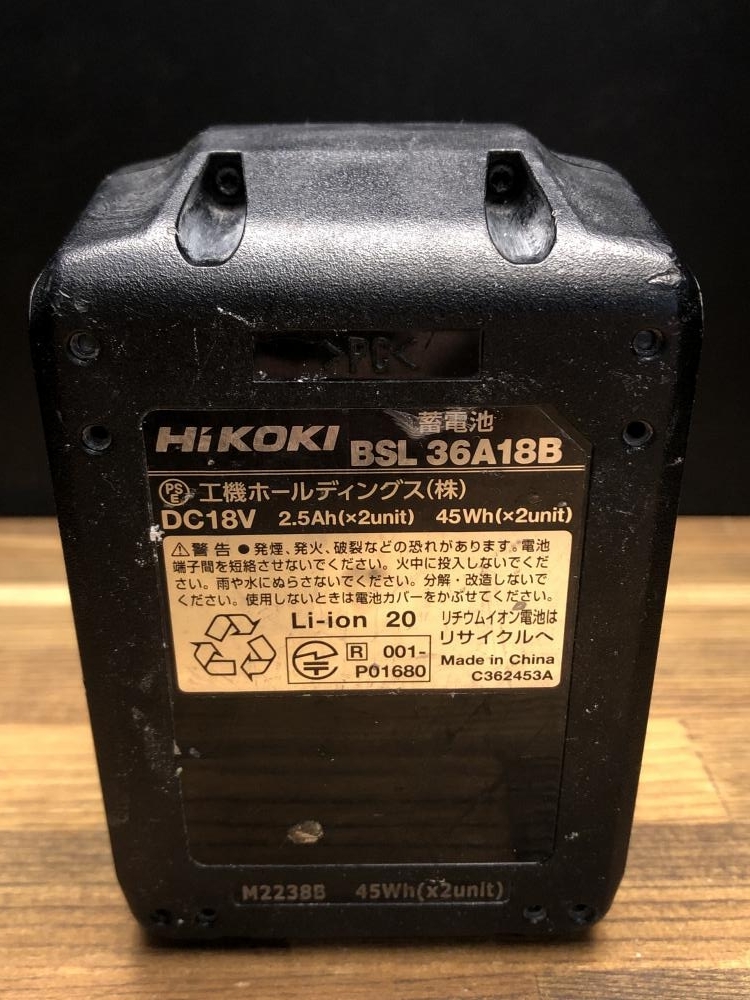 >PC<
HiKOKI 蓄電池
BSL 36A18B
PSE 工機ホールディングス(株)
DC18V 2.5Ah(×2unit) 45Wh(×2unit)
⚠警告 ●発煙、発火、破裂などの恐れがあります。電池
端子間を短絡させないでください。火中に投入しないでくだ
さい。雨や水にぬらさないでください。分解・改造しないで
ください。使用しないときは電池カバーをかぶせてください。
Li-ion 20 リチウムイオン電池は
リサイクルへ
R 001-
P01680
Made in China
C362453A
M2238B 45Wh(x2unit)